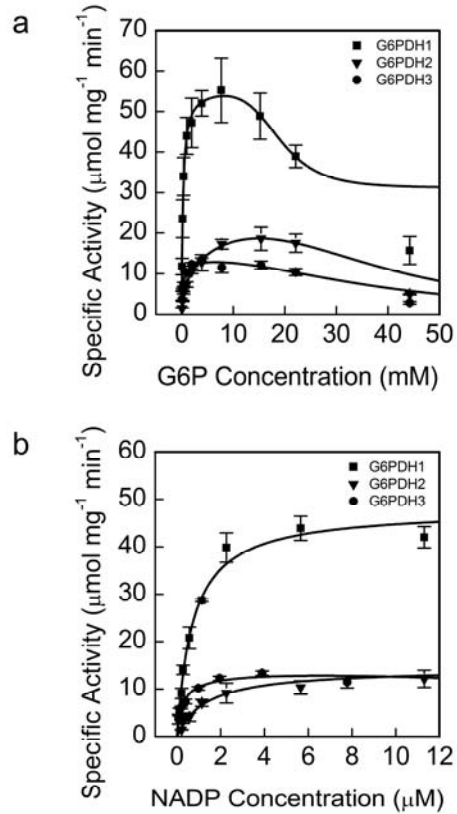 a
70
60
50
40
30
20
10
0
G6PDH1
G6PDH2
G6PDH3
Specific Activity (μmol mg⁻¹ min⁻¹)
0 10 20 30 40 50
G6P Concentration (mM)
b
60
50
40
30
20
10
0
G6PDH1
G6PDH2
G6PDH3
Specific Activity (μmol mg⁻¹ min⁻¹)
0 2 4 6 8 10 12
NADP Concentration (μM)